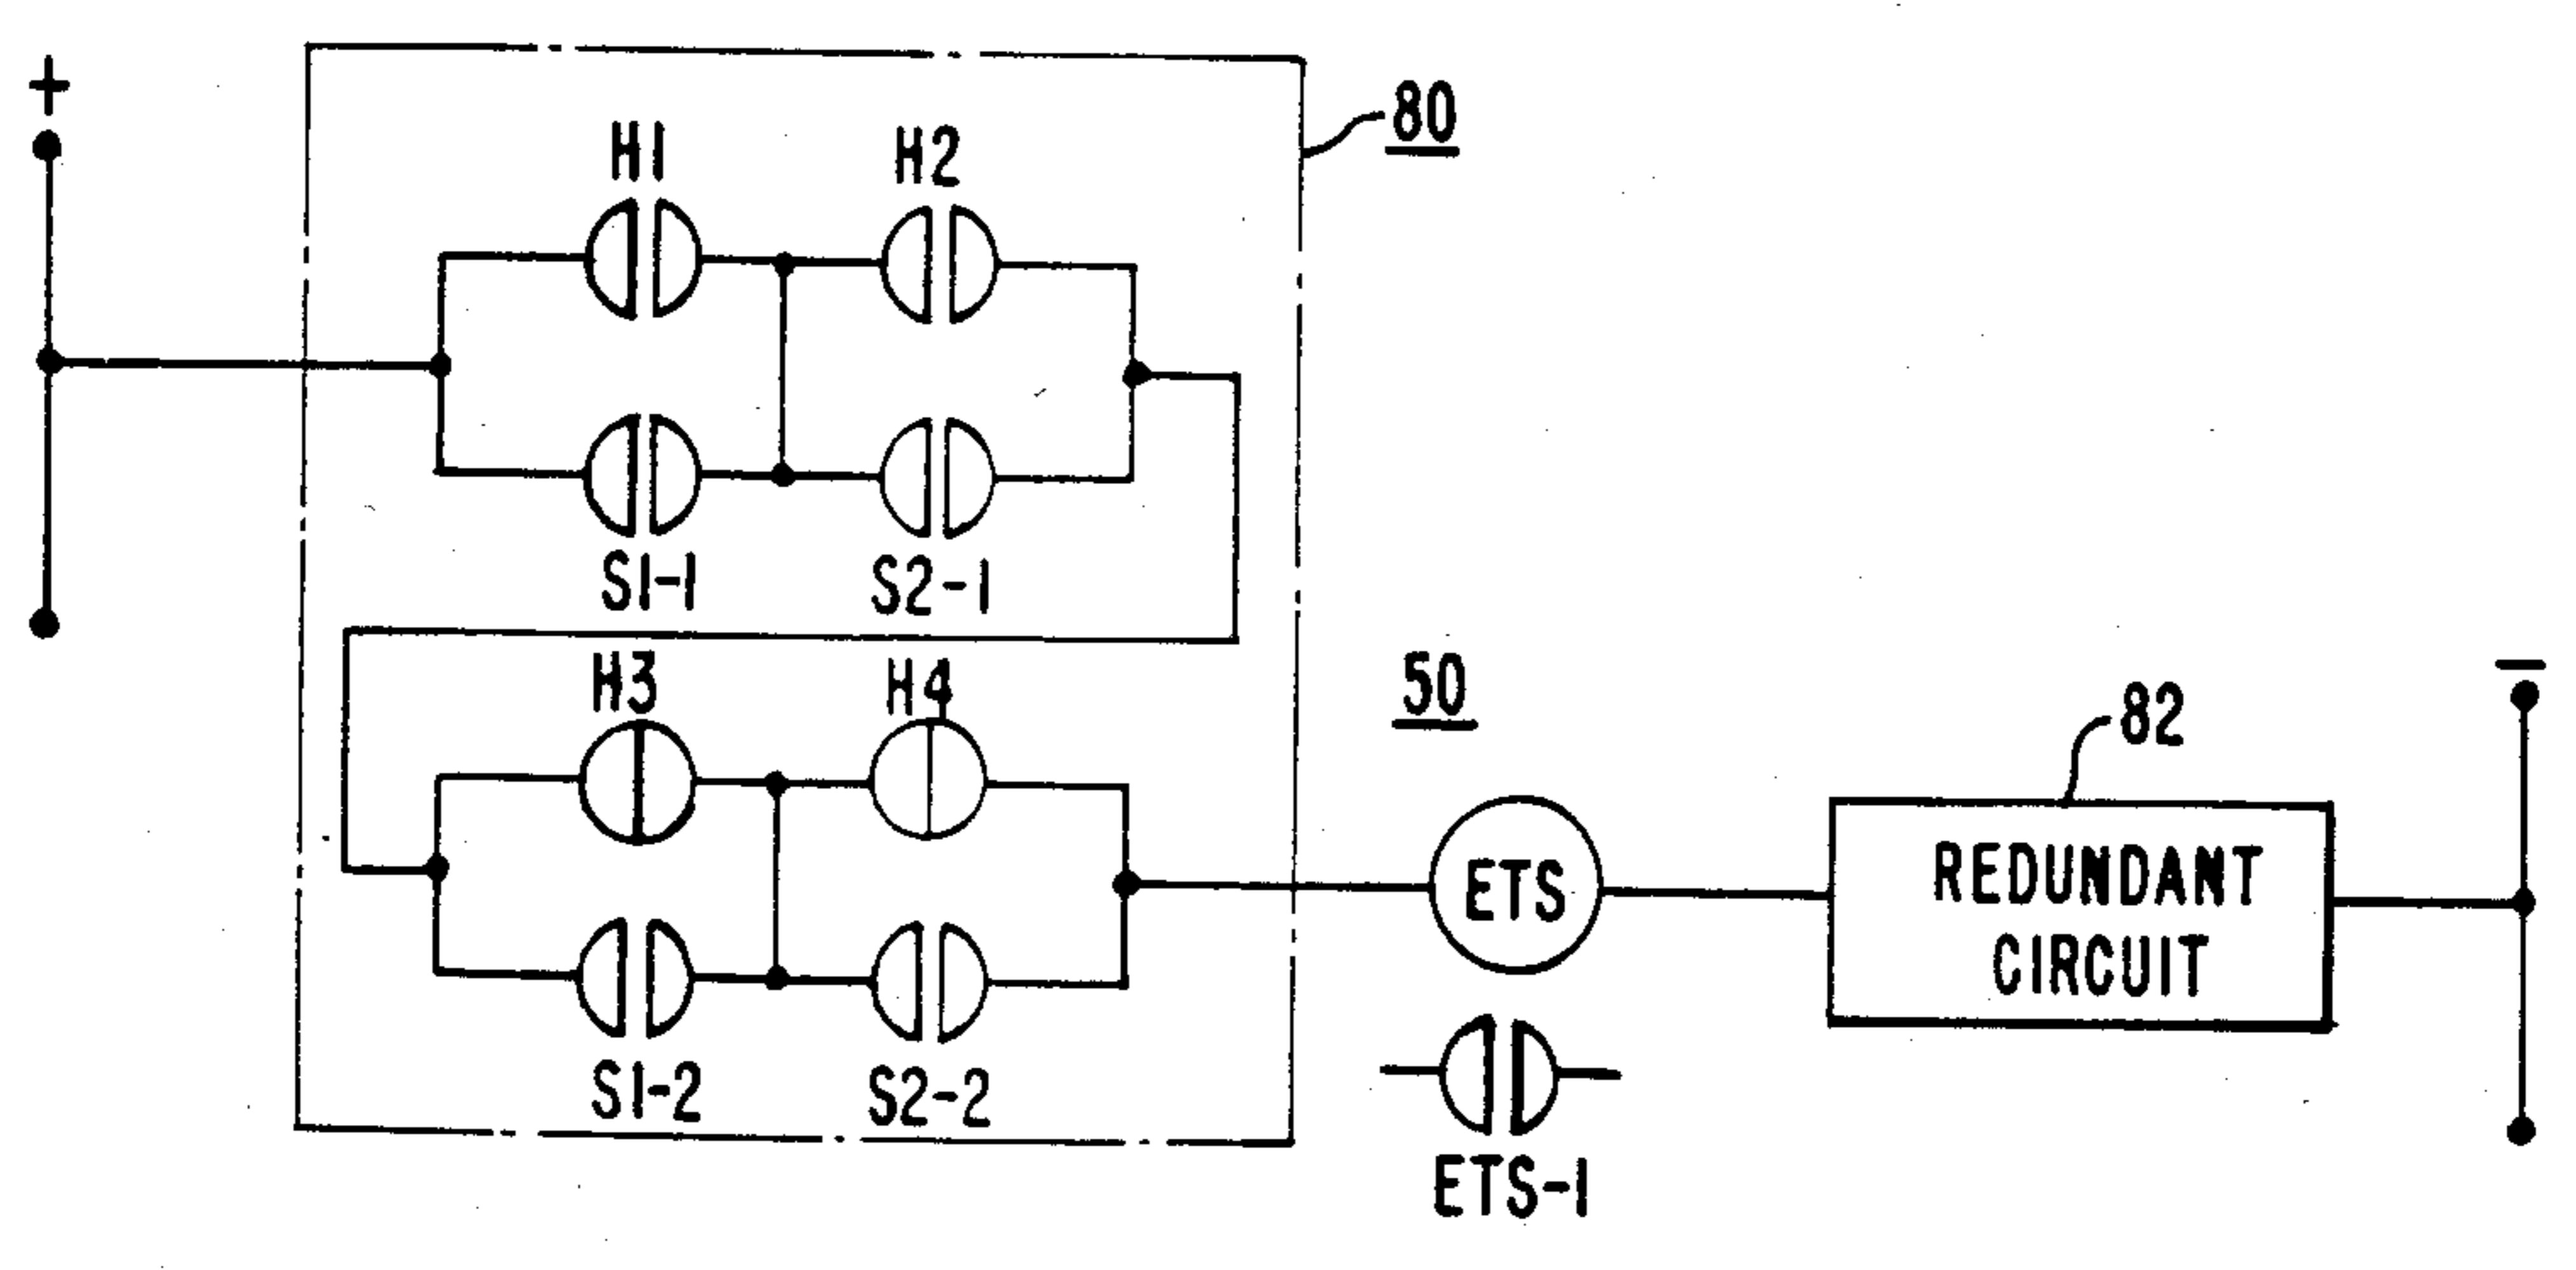 +
80
H1
H2
S1-1
S2-1
H3
H4
50
82
−
ETS
REDUNDANT
CIRCUIT
S1-2
S2-2
ETS-1